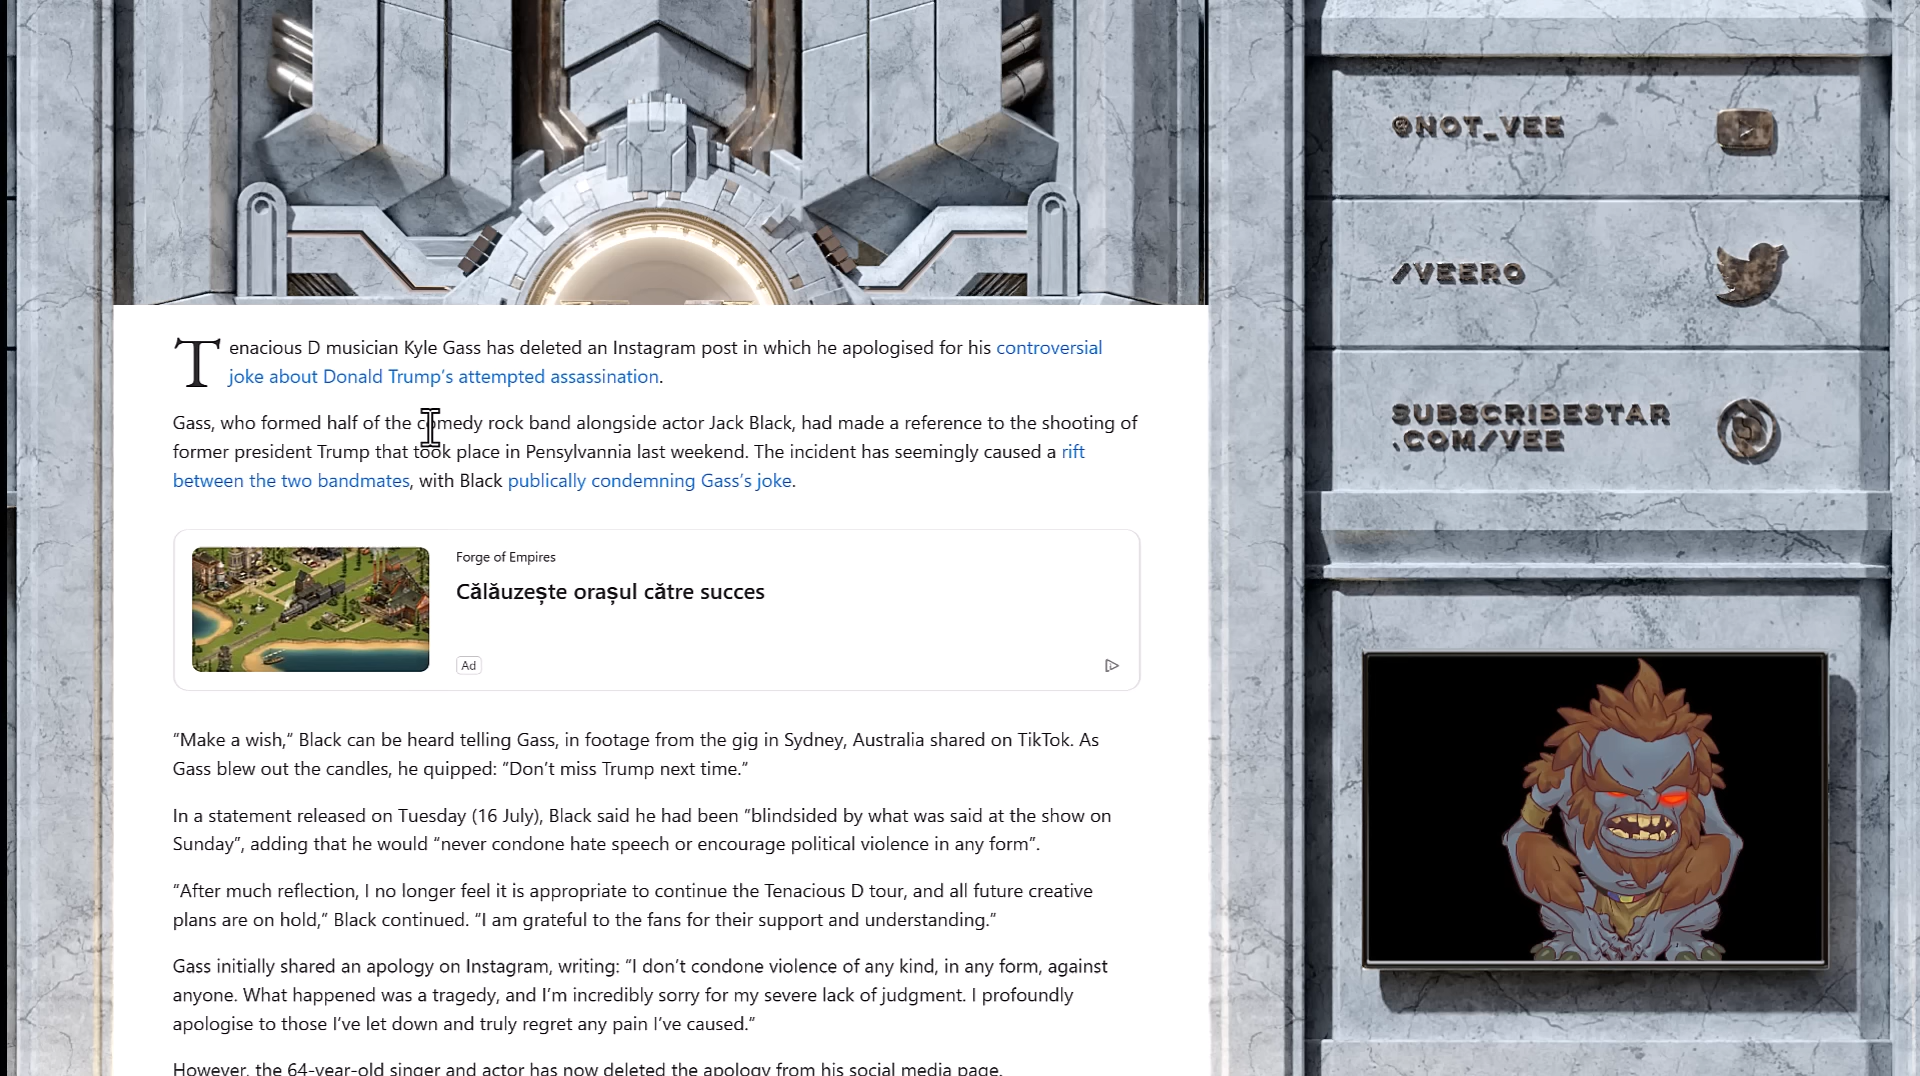 @NOT_VEE
/VEERO
SUBSCRIBESTAR
.COM/VEE
Tenacious D musician Kyle Gass has deleted an Instagram post in which he apologised for his controversial
joke about Donald Trump’s attempted assassination.
Gass, who formed half of the comedy rock band alongside actor Jack Black, had made a reference to the shooting of
former president Trump that took place in Pensylvannia last weekend. The incident has seemingly caused a rift
between the two bandmates, with Black publically condemning Gass’s joke.
Forge of Empires
Călăuzește orașul către succes
Ad
“Make a wish,” Black can be heard telling Gass, in footage from the gig in Sydney, Australia shared on TikTok. As
Gass blew out the candles, he quipped: “Don’t miss Trump next time.”
In a statement released on Tuesday (16 July), Black said he had been “blindsided by what was said at the show on
Sunday”, adding that he would “never condone hate speech or encourage political violence in any form”.
“After much reflection, I no longer feel it is appropriate to continue the Tenacious D tour, and all future creative
plans are on hold,” Black continued. “I am grateful to the fans for their support and understanding.”
Gass initially shared an apology on Instagram, writing: “I don’t condone violence of any kind, in any form, against
anyone. What happened was a tragedy, and I’m incredibly sorry for my severe lack of judgment. I profoundly
apologise to those I’ve let down and truly regret any pain I’ve caused.”
However, the 64-year-old singer and actor has now deleted the apology from his social media page.